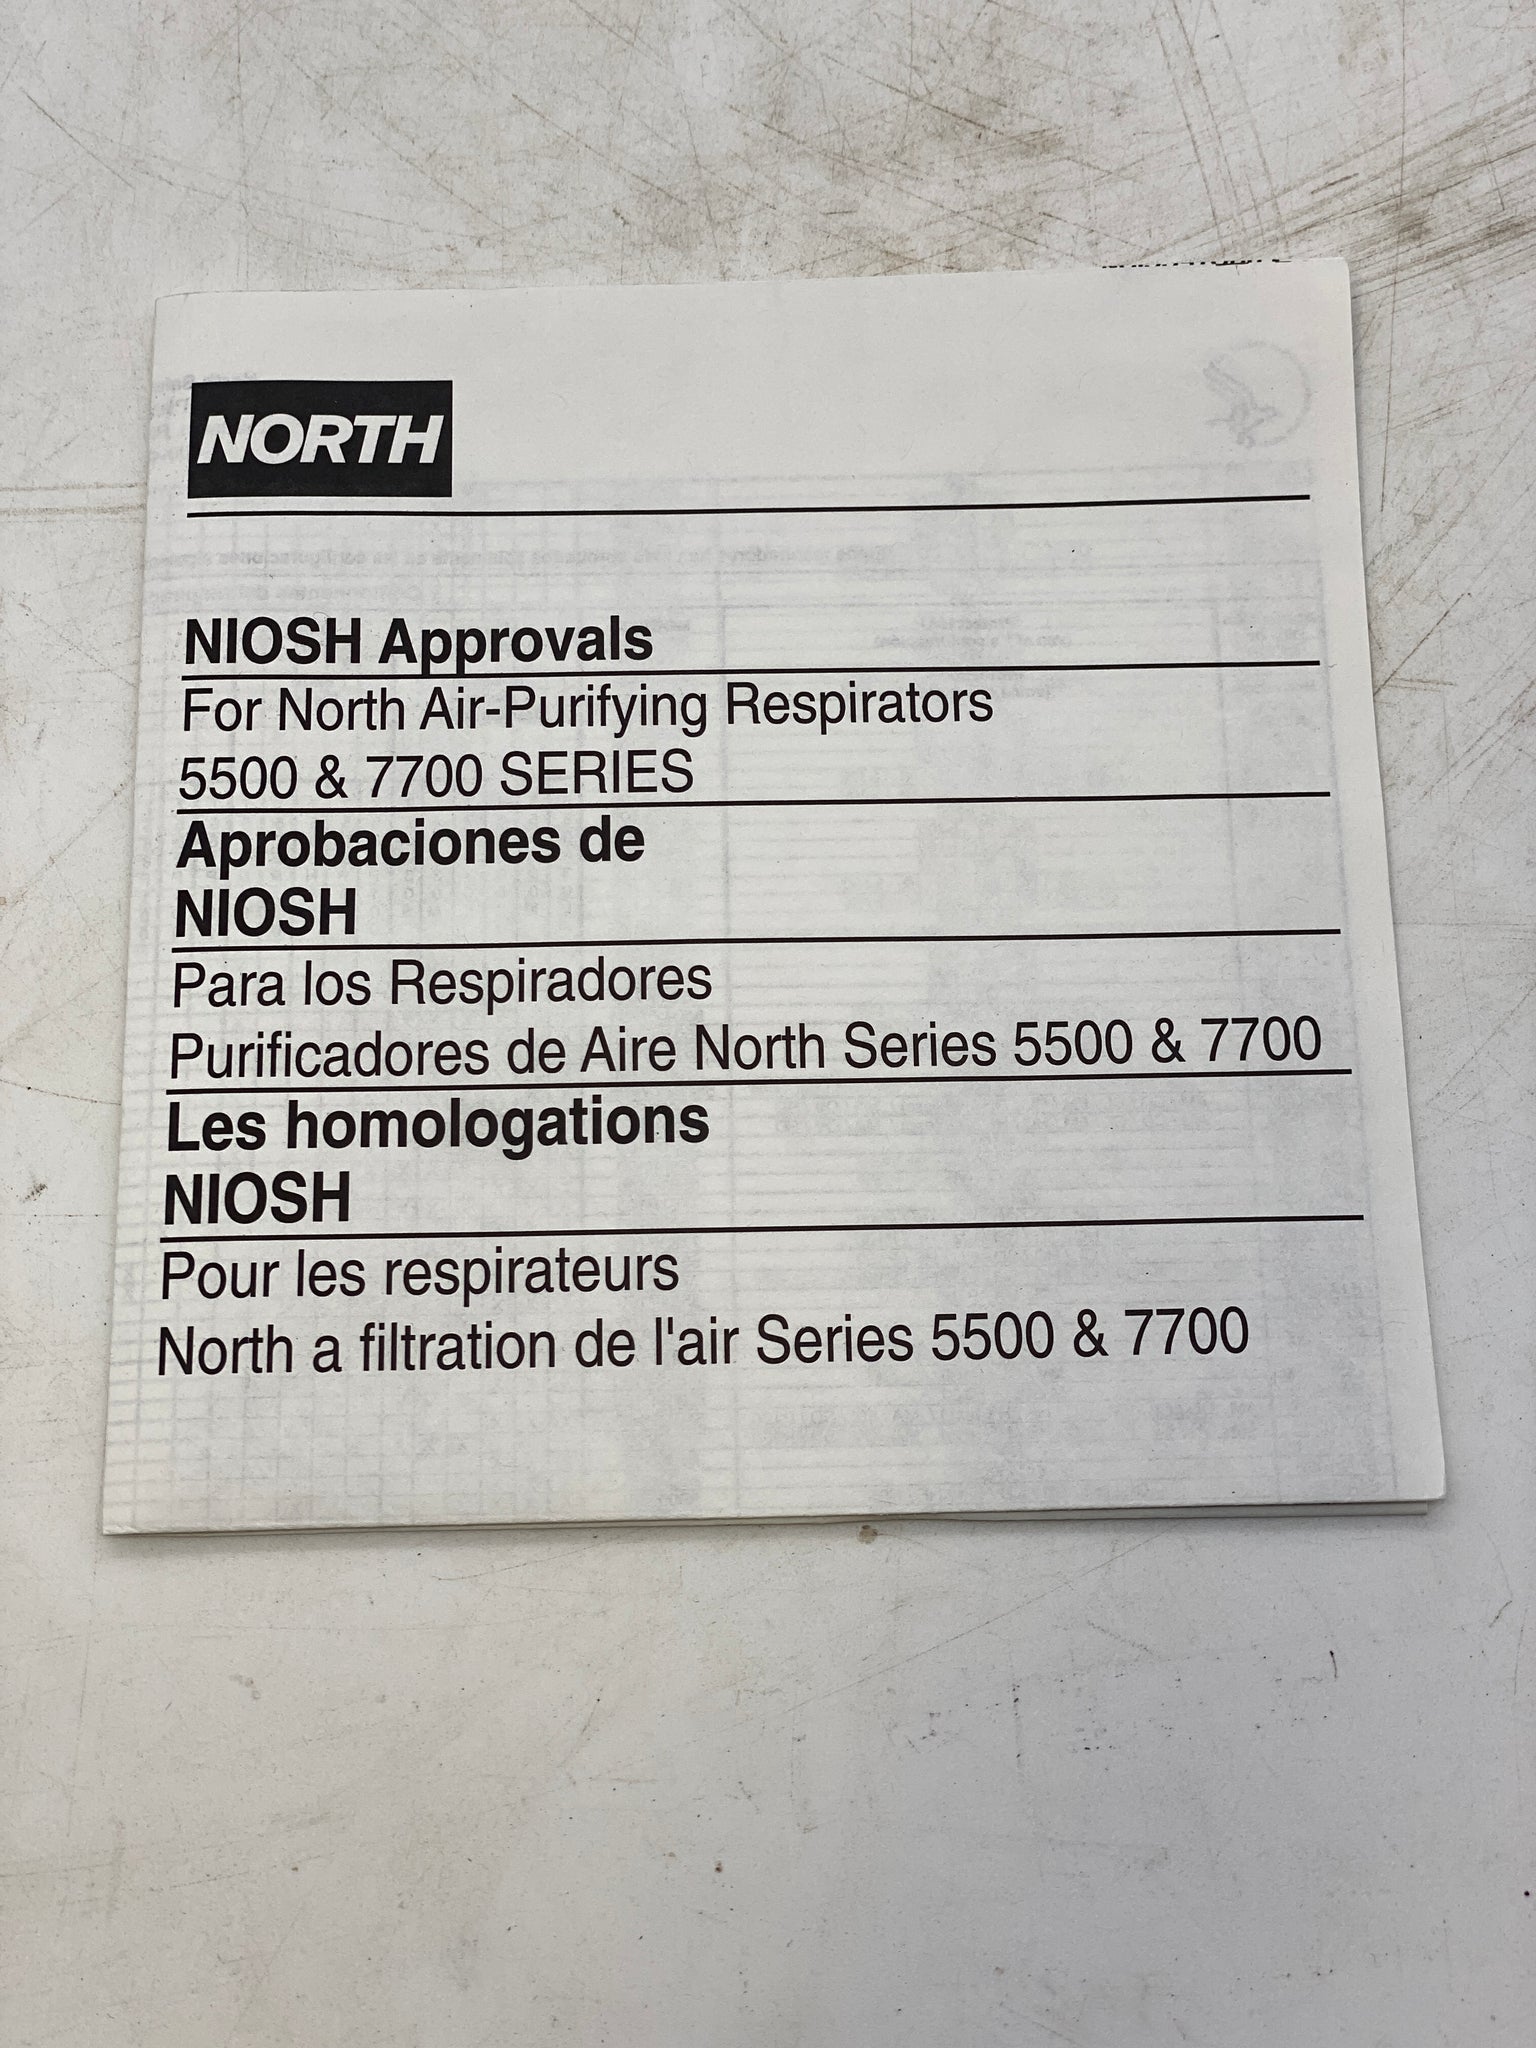 NORTH
NIOSH Approvals
For North Air-Purifying Respirators
5500 & 7700 SERIES
Aprobaciones de
NIOSH
Para los Respiradores
Purificadores de Aire North Series 5500 & 7700
Les homologations
NIOSH
Pour les respirateurs
North a filtration de l'air Series 5500 & 7700